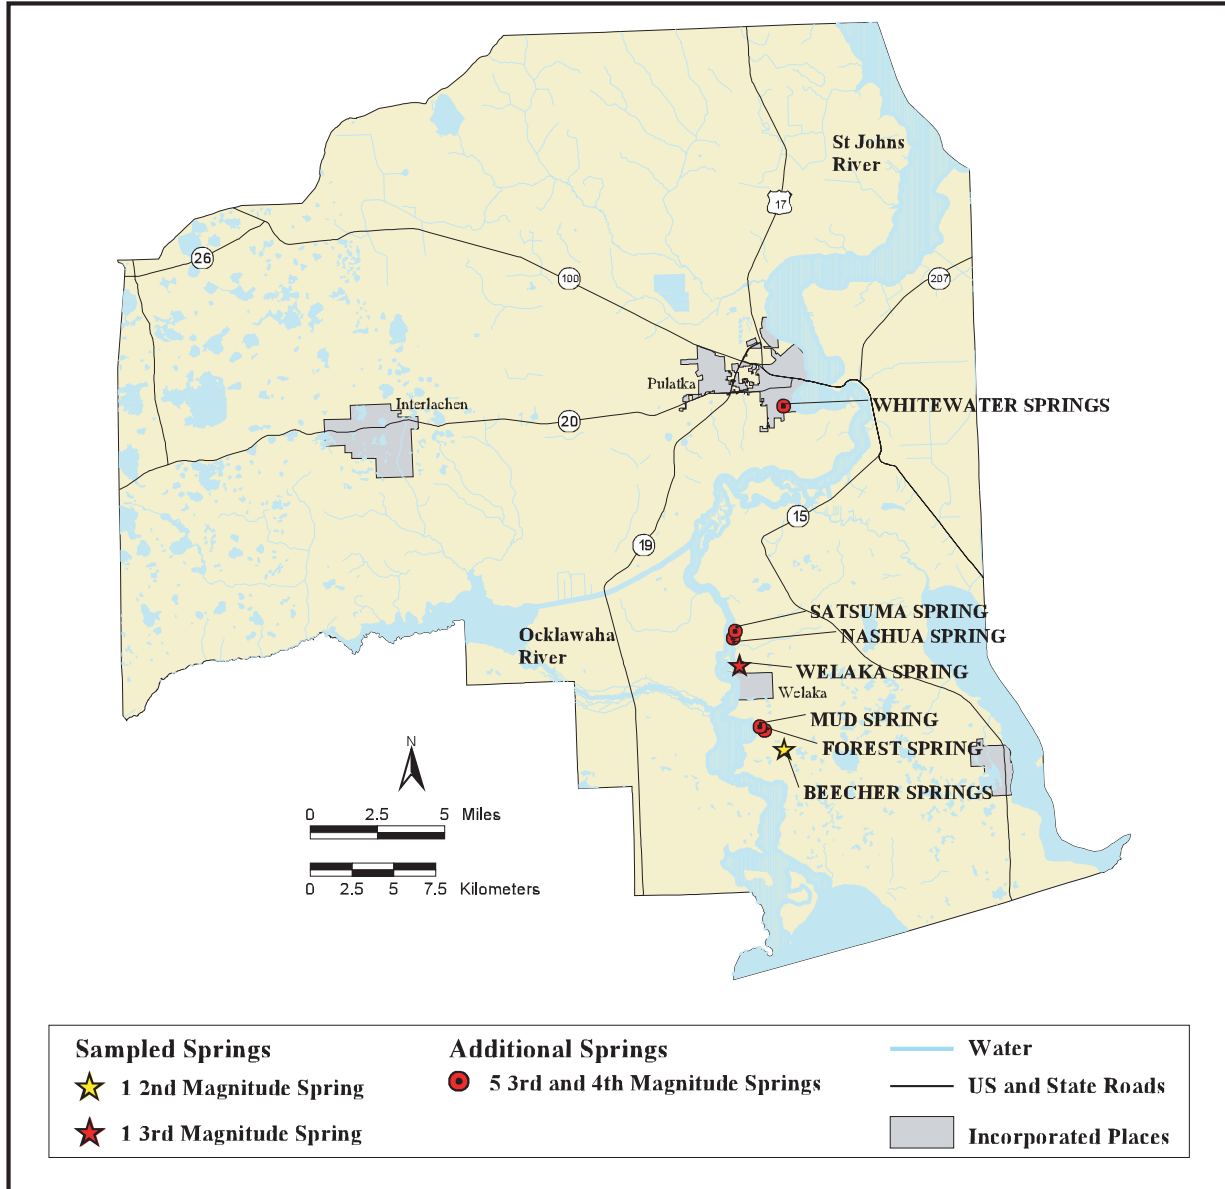 St Johns
River
17
26
100
207
Pulatka
Interlachen
WHITEWATER SPRINGS
20
15
19
SATSUMA SPRING
NASHUA SPRING
Ocklawaha
River
WELAKA SPRING
Welaka
MUD SPRING
FOREST SPRING
BEECHER SPRINGS
N
0 2.5 5 Miles
0 2.5 5 7.5 Kilometers
Sampled Springs
1 2nd Magnitude Spring
1 3rd Magnitude Spring
Additional Springs
5 3rd and 4th Magnitude Springs
Water
US and State Roads
Incorporated Places